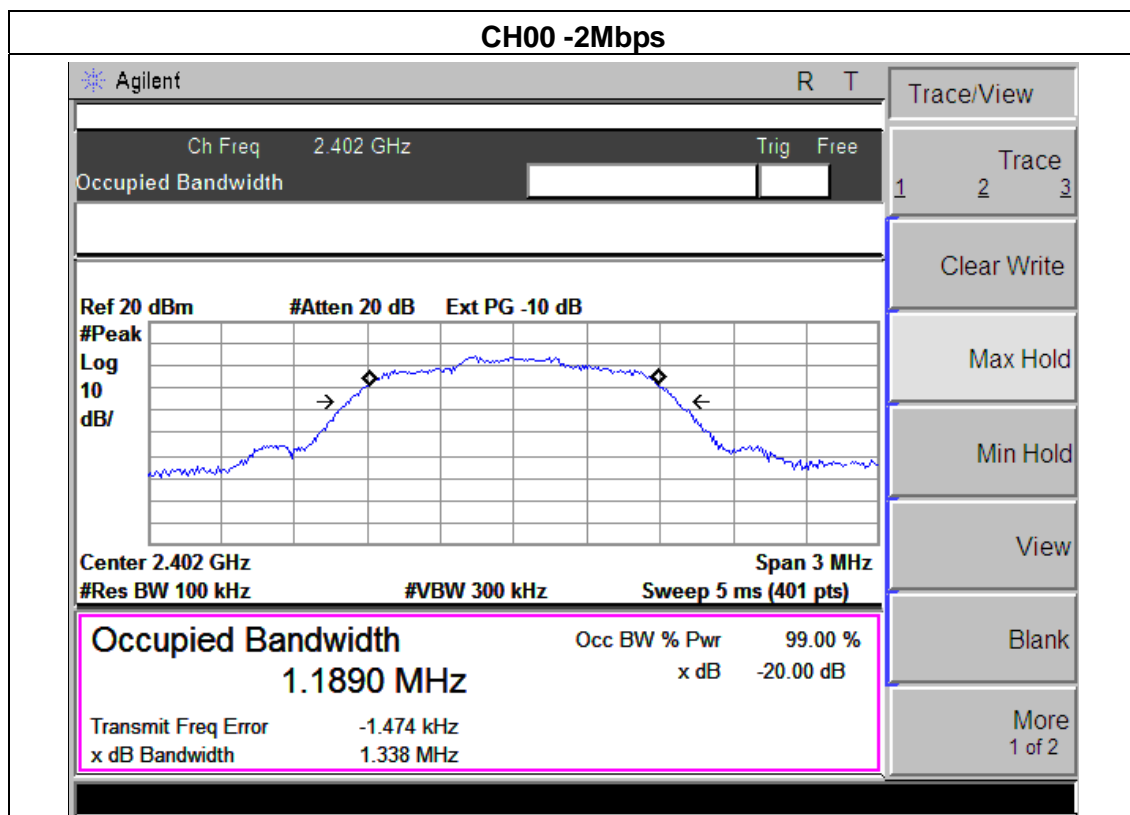 CH00 -2Mbps
Agilent R T
Ch Freq 2.402 GHz Trig Free
Occupied Bandwidth
Ref 20 dBm #Atten 20 dB Ext PG -10 dB
#Peak
Log
10
dB/
Center 2.402 GHz Span 3 MHz
#Res BW 100 kHz #VBW 300 kHz Sweep 5 ms (401 pts)
Occupied Bandwidth Occ BW % Pwr 99.00 %
1.1890 MHz x dB -20.00 dB
Transmit Freq Error -1.474 kHz
x dB Bandwidth 1.338 MHz
Trace/View
Trace
1 2 3
Clear Write
Max Hold
Min Hold
View
Blank
More
1 of 2